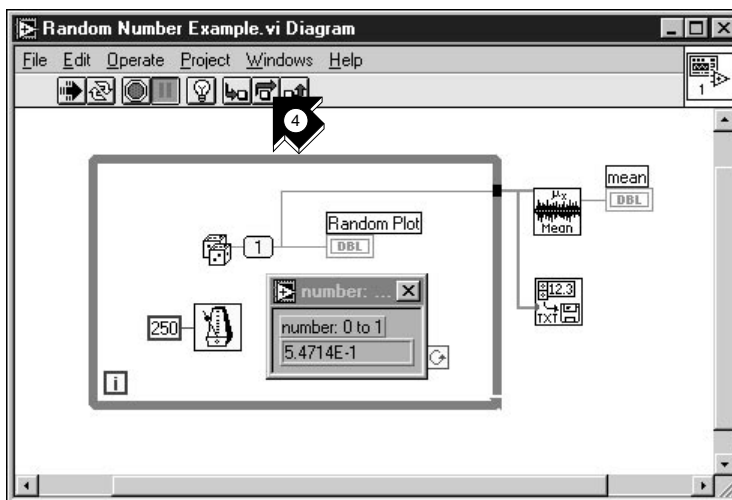 Random Number Example.vi Diagram
File Edit Operate Project Windows Help
1
4
mean
DBL
μx
Mean
Random Plot
DBL
1
12.3
TXT
number: ...
number: 0 to 1
5.4714E-1
250
i